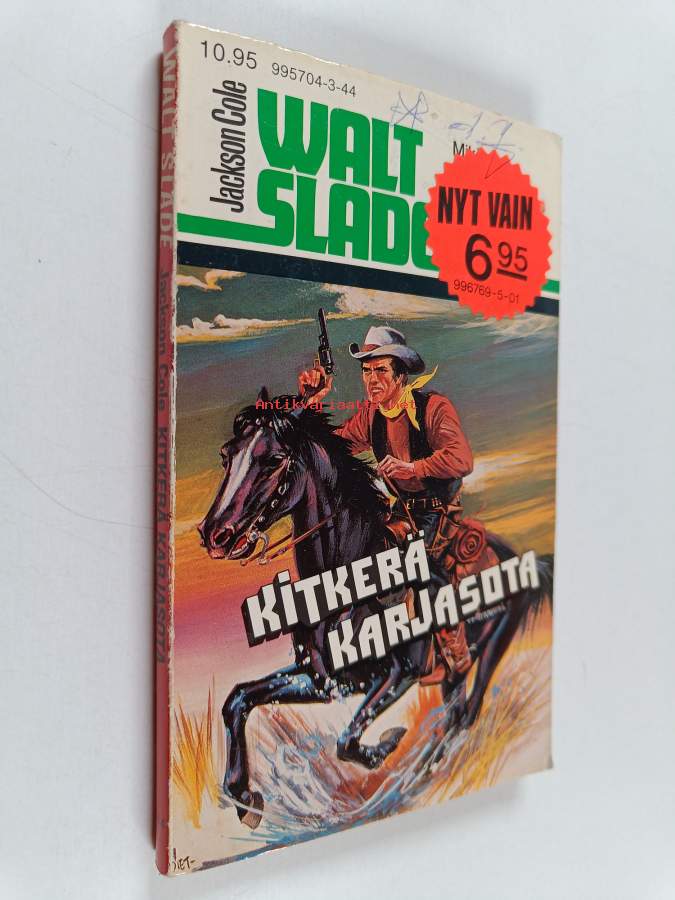 10.95 995704-3-44
Jackson Cole
WALT
SLADE
NYT VAIN
6 95
996769-5-01
Antikvariaatti.net
KITKERÄ
KARJASOTA
WALT SLADE Jackson Cole KITKERÄ KARJASOTA